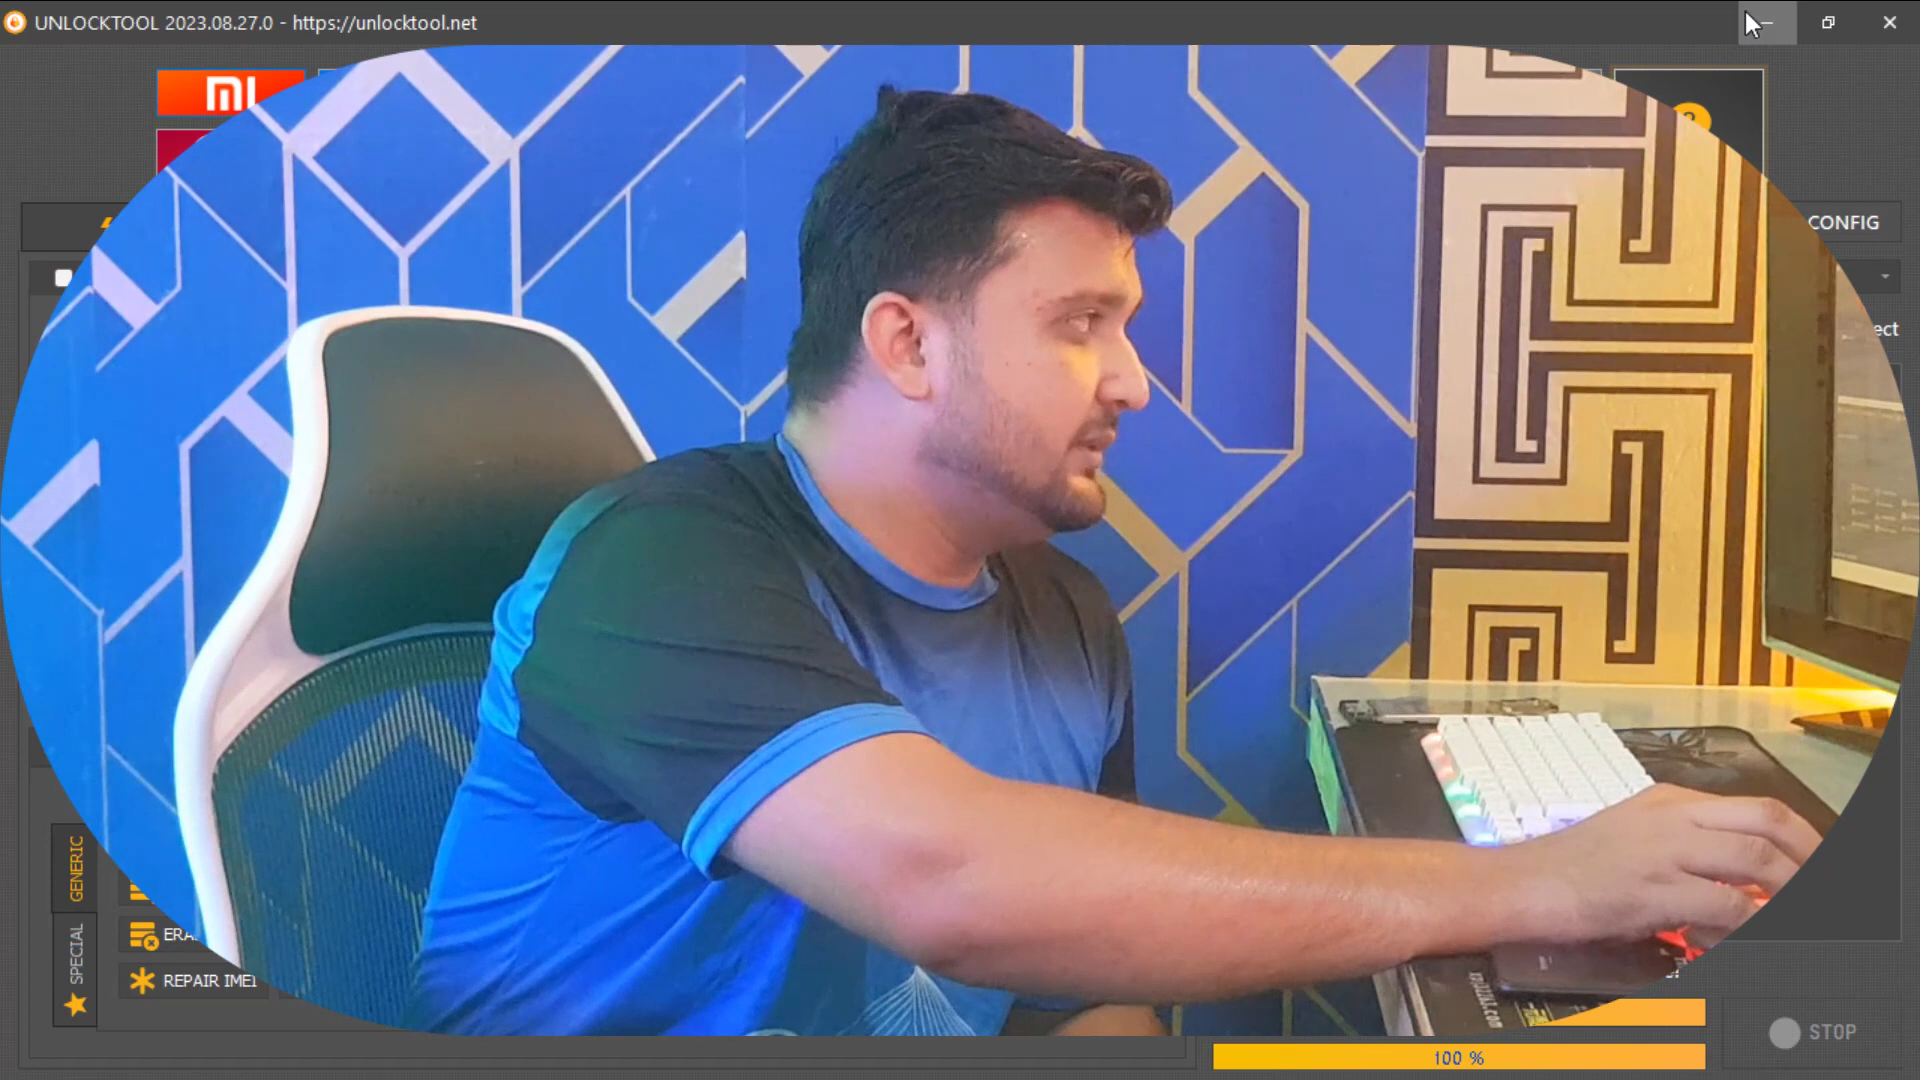 UNLOCKTOOL 2023.08.27.0 - https://unlocktool.net
CONFIG
ect
GENERIC
SPECIAL
ERA
REPAIR IMEI
100 %
STOP